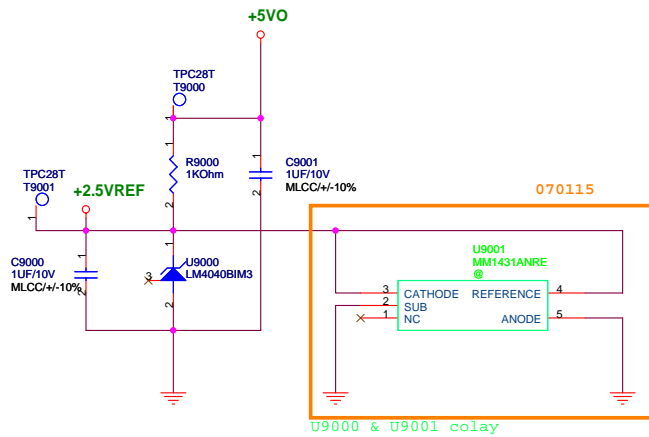 +5VO
TPC28T
T9000
1
1
R9000
1KOhm
2
1
C9001
1UF/10V
MLCC/+/-10%
2
TPC28T
T9001
1
+2.5VREF
070115
C9000
1UF/10V
MLCC/+/-10%
1
2
1
U9000
LM4040BIM3
3
2
U9001
MM1431ANRE
@
3 CATHODE REFERENCE 4
2 SUB
1 NC ANODE 5
U9000 & U9001 colay